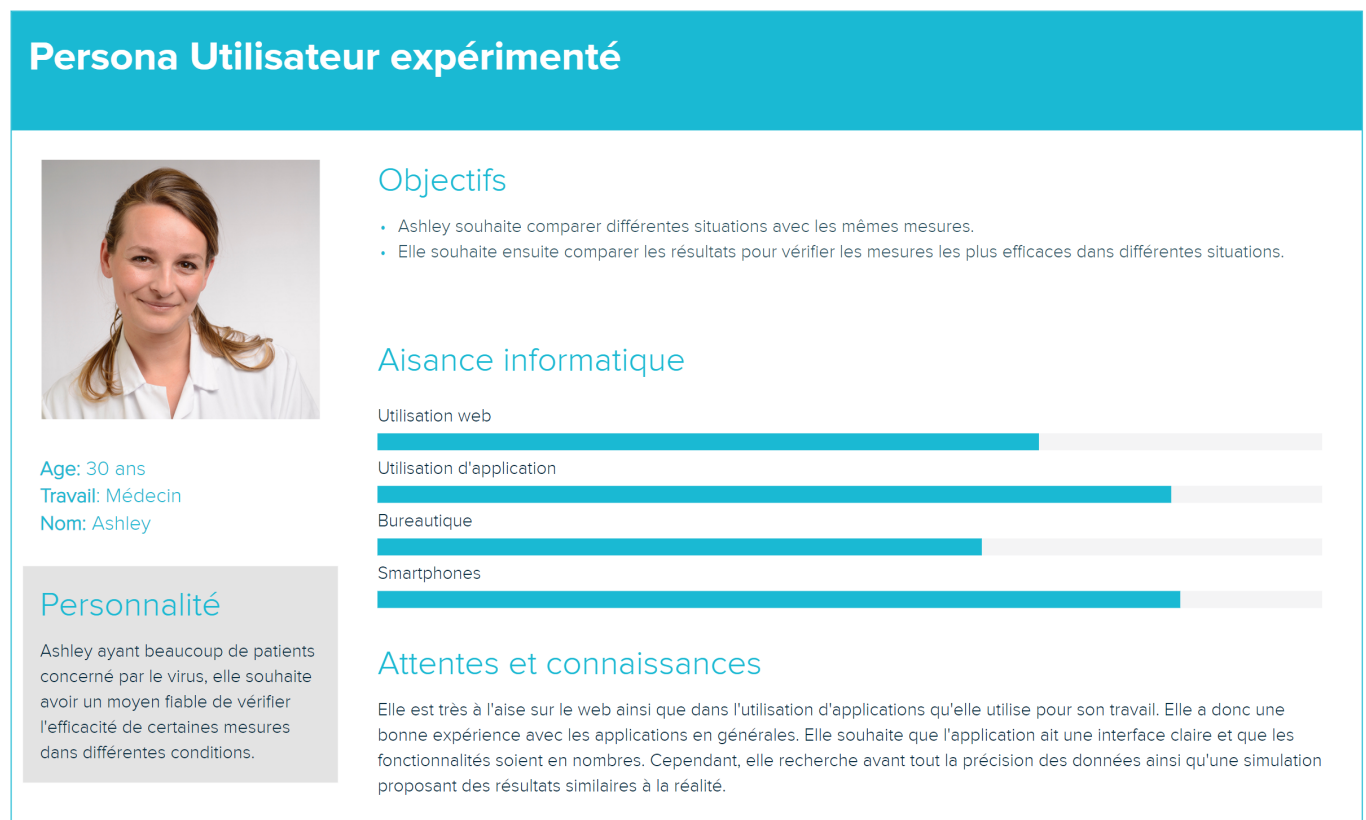 Persona Utilisateur expérimenté
Age: 30 ans
Travail: Médecin
Nom: Ashley
Personnalité
Ashley ayant beaucoup de patients
concerné par le virus, elle souhaite
avoir un moyen fiable de vérifier
l'efficacité de certaines mesures
dans différentes conditions.
Objectifs
• Ashley souhaite comparer différentes situations avec les mêmes mesures.
• Elle souhaite ensuite comparer les résultats pour vérifier les mesures les plus efficaces dans différentes situations.
Aisance informatique
Utilisation web
Utilisation d'application
Bureautique
Smartphones
Attentes et connaissances
Elle est très à l'aise sur le web ainsi que dans l'utilisation d'applications qu'elle utilise pour son travail. Elle a donc une
bonne expérience avec les applications en générales. Elle souhaite que l'application ait une interface claire et que les
fonctionnalités soient en nombres. Cependant, elle recherche avant tout la précision des données ainsi qu'une simulation
proposant des résultats similaires à la réalité.